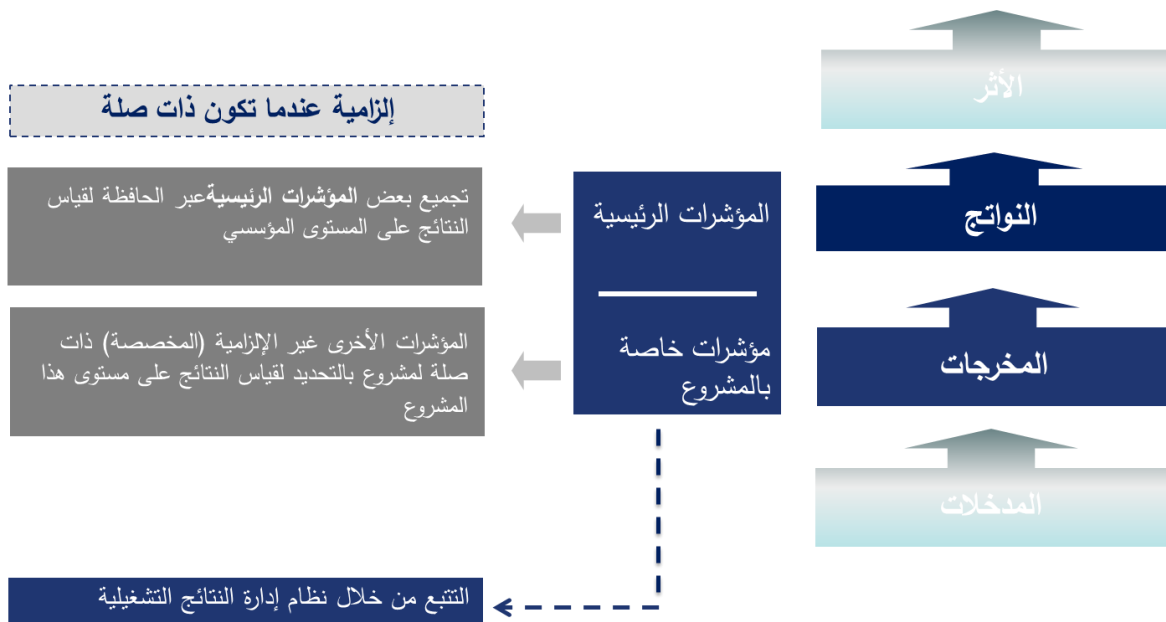 الأثر
النواتج
المخرجات
المدخلات
المؤشرات الرئيسية
مؤشرات خاصة
بالمشروع
إلزامية عندما تكون ذات صلة
تجميع بعض المؤشرات الرئيسيةعبر الحافظة لقياس
النتائج على المستوى المؤسسي
المؤشرات الأخرى غير الإلزامية (المخصصة) ذات
صلة لمشروع بالتحديد لقياس النتائج على مستوى هذا
المشروع
التتبع من خلال نظام إدارة النتائج التشغيلية